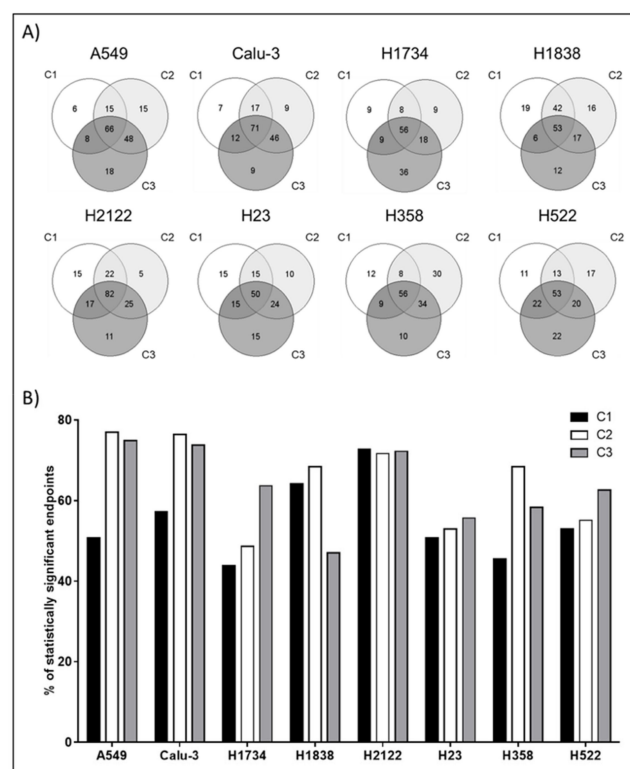 A)
A549 Calu-3 H1734 H1838
C1 C2 C1 C2 C1 C2 C1 C2
6 15 15 7 17 9 9 8 9 19 42 16
66 71 56 53
8 48 12 46 9 18 6 17
18 9 36 12
C3 C3 C3 C3
H2122 H23 H358 H522
C1 C2 C1 C2 C1 C2 C1 C2
15 22 5 15 15 10 12 8 30 11 13 17
82 50 56 53
17 25 15 24 9 34 22 20
11 15 10 22
C3 C3 C3 C3
B)
% of statistically significant endpoints
80
60
40
20
0
C1
C2
C3
A549 Calu-3 H1734 H1838 H2122 H23 H358 H522